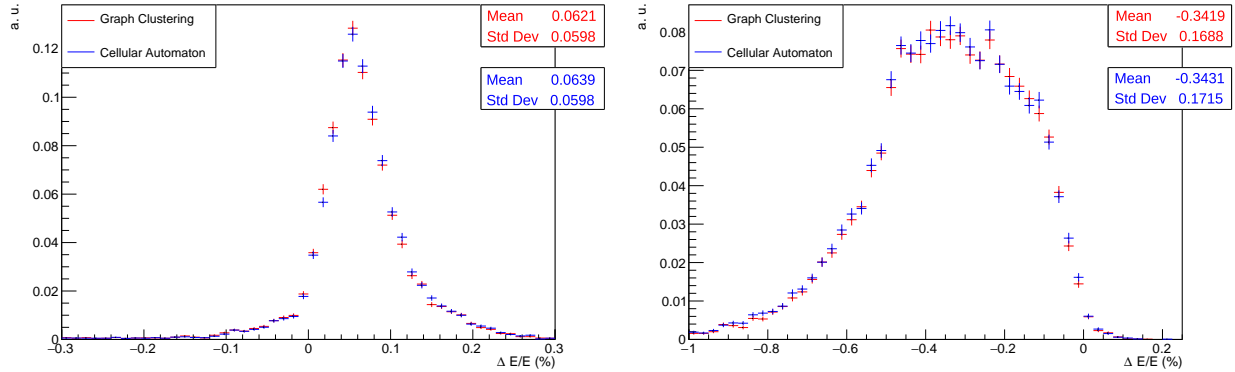 a. u.
Graph Clustering
Cellular Automaton
Mean 0.0621
Std Dev 0.0598
Mean 0.0639
Std Dev 0.0598
0.12
0.1
0.08
0.06
0.04
0.02
0
−0.3 −0.2 −0.1 0 0.1 0.2 0.3
Δ E/E (%)
a. u.
Graph Clustering
Cellular Automaton
Mean -0.3419
Std Dev 0.1688
Mean -0.3431
Std Dev 0.1715
0.08
0.07
0.06
0.05
0.04
0.03
0.02
0.01
0
−1 −0.8 −0.6 −0.4 −0.2 0 0.2
Δ E/E (%)